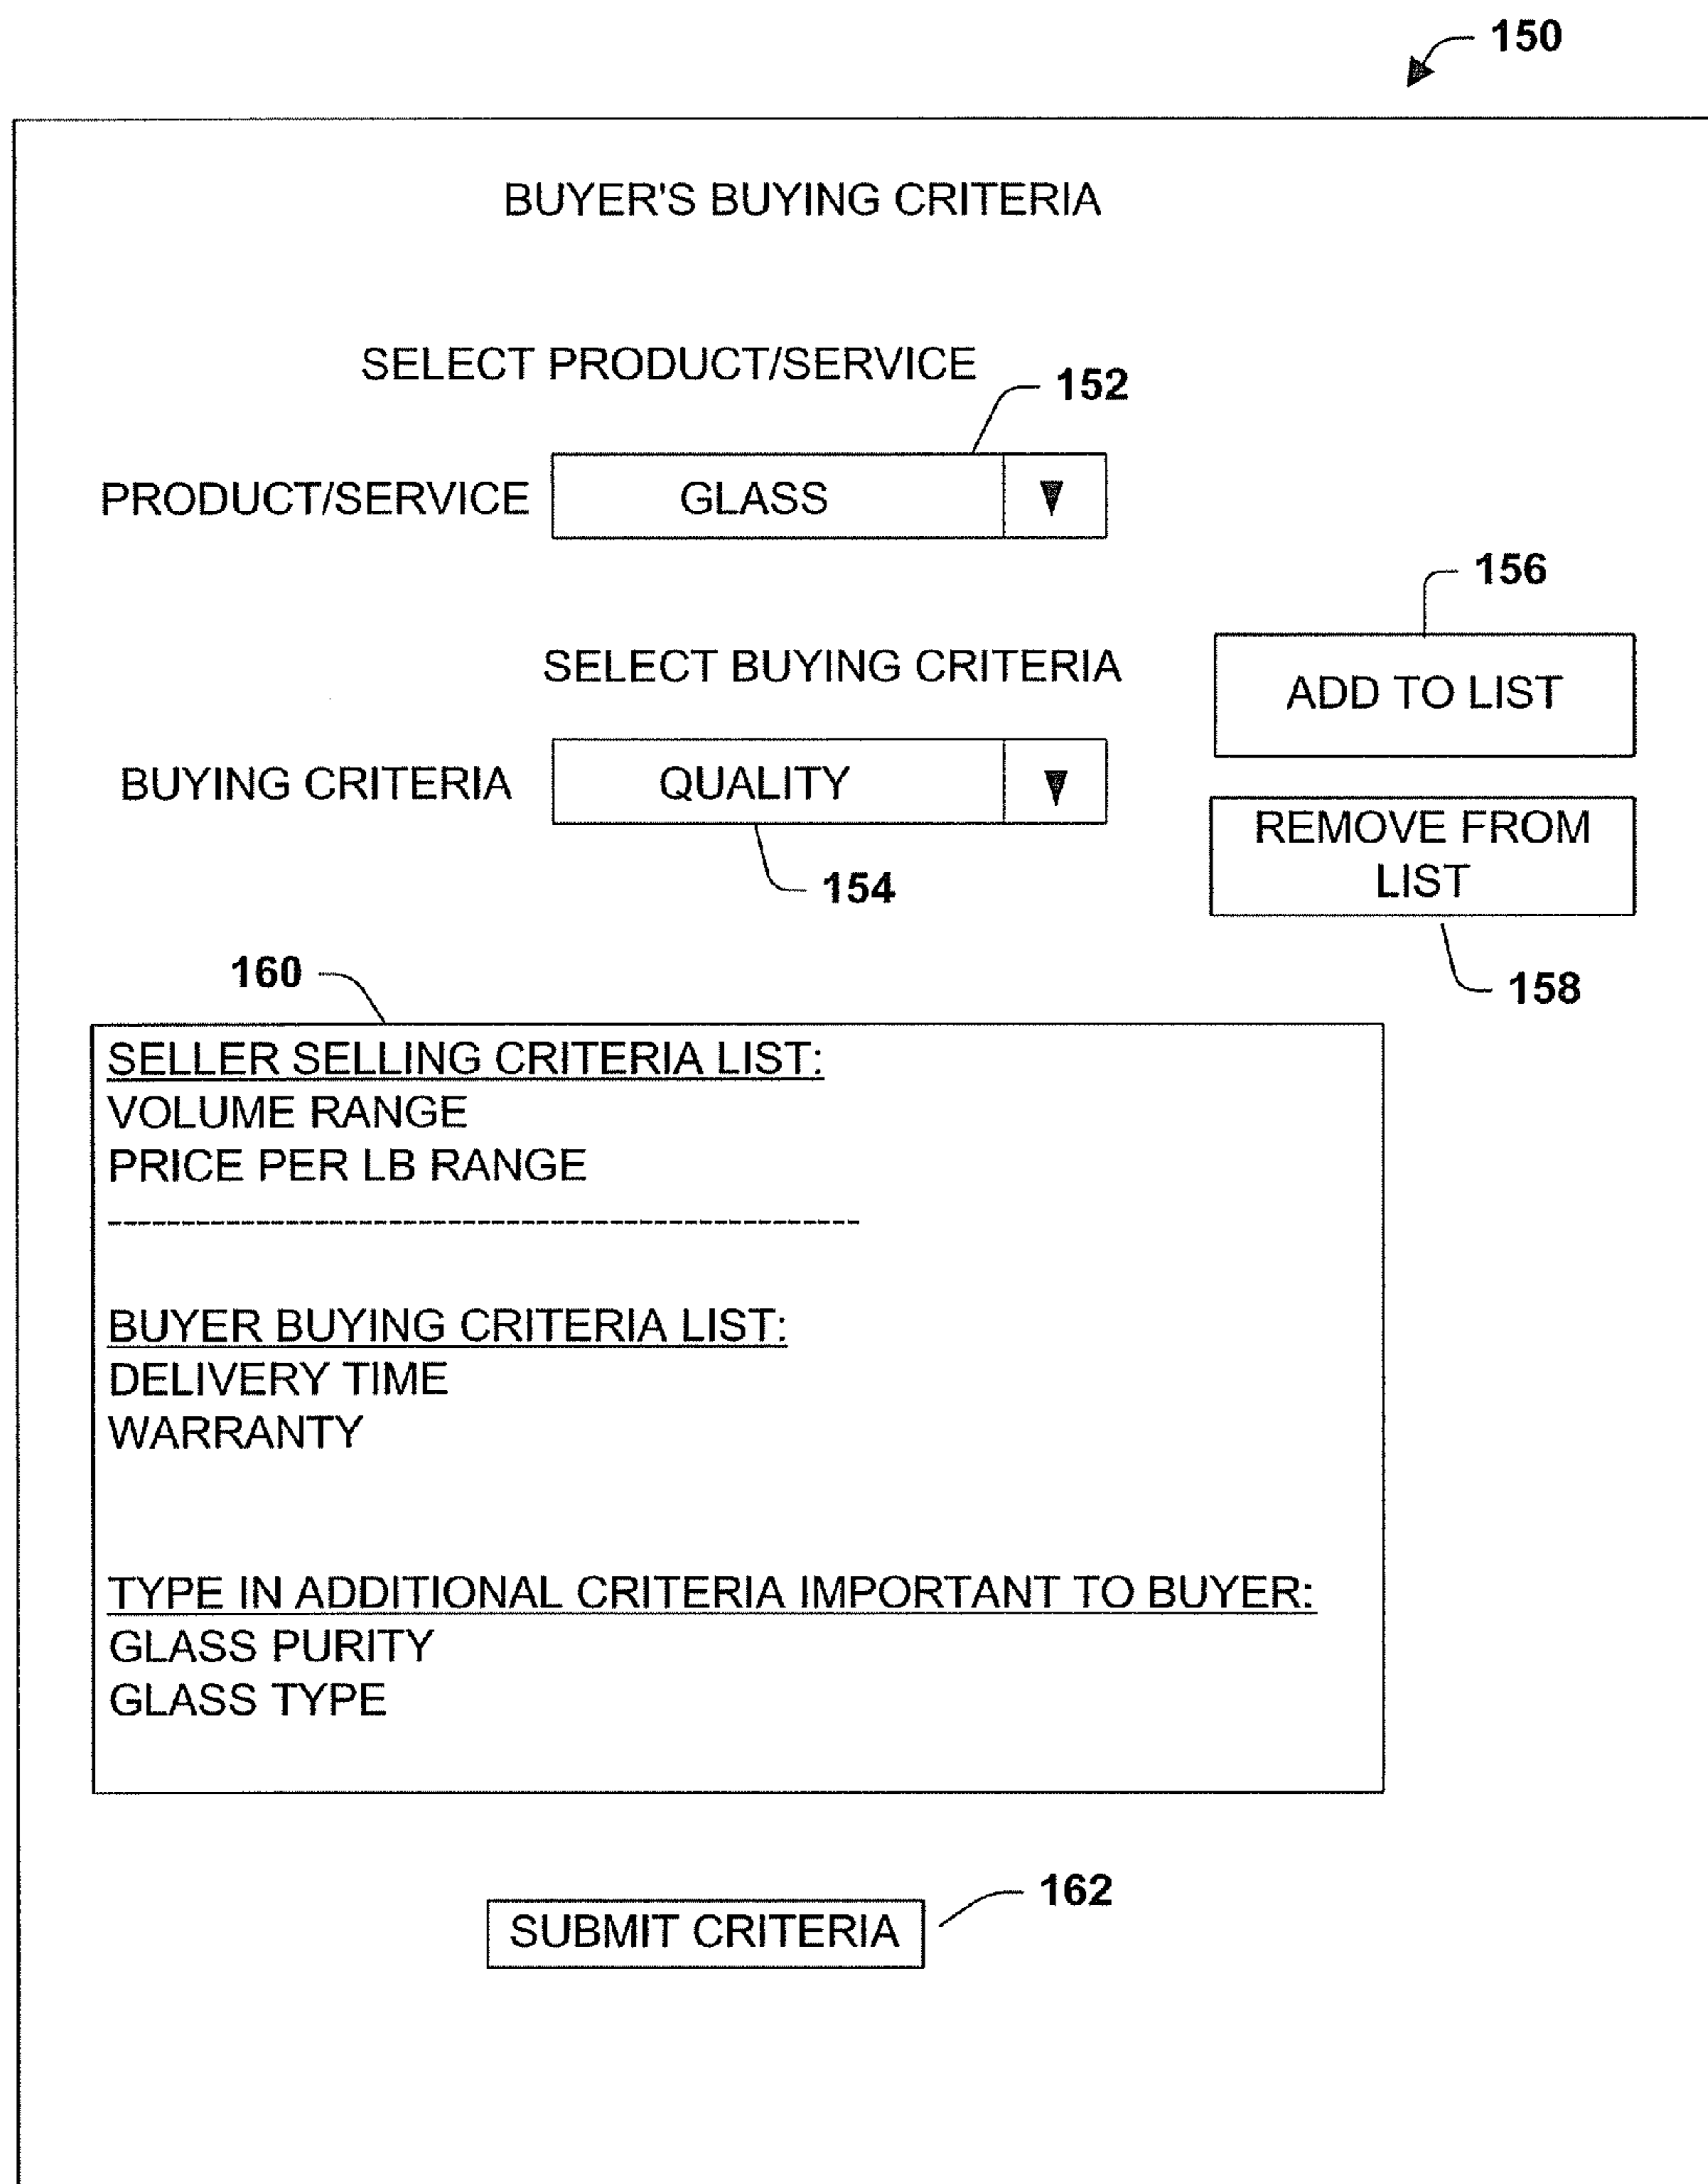 150
BUYER'S BUYING CRITERIA
SELECT PRODUCT/SERVICE
152
PRODUCT/SERVICE GLASS
156
SELECT BUYING CRITERIA
ADD TO LIST
BUYING CRITERIA QUALITY
REMOVE FROM
LIST
154
160
158
SELLER SELLING CRITERIA LIST:
VOLUME RANGE
PRICE PER LB RANGE
---------------------------------------------------
BUYER BUYING CRITERIA LIST:
DELIVERY TIME
WARRANTY
TYPE IN ADDITIONAL CRITERIA IMPORTANT TO BUYER:
GLASS PURITY
GLASS TYPE
162
SUBMIT CRITERIA